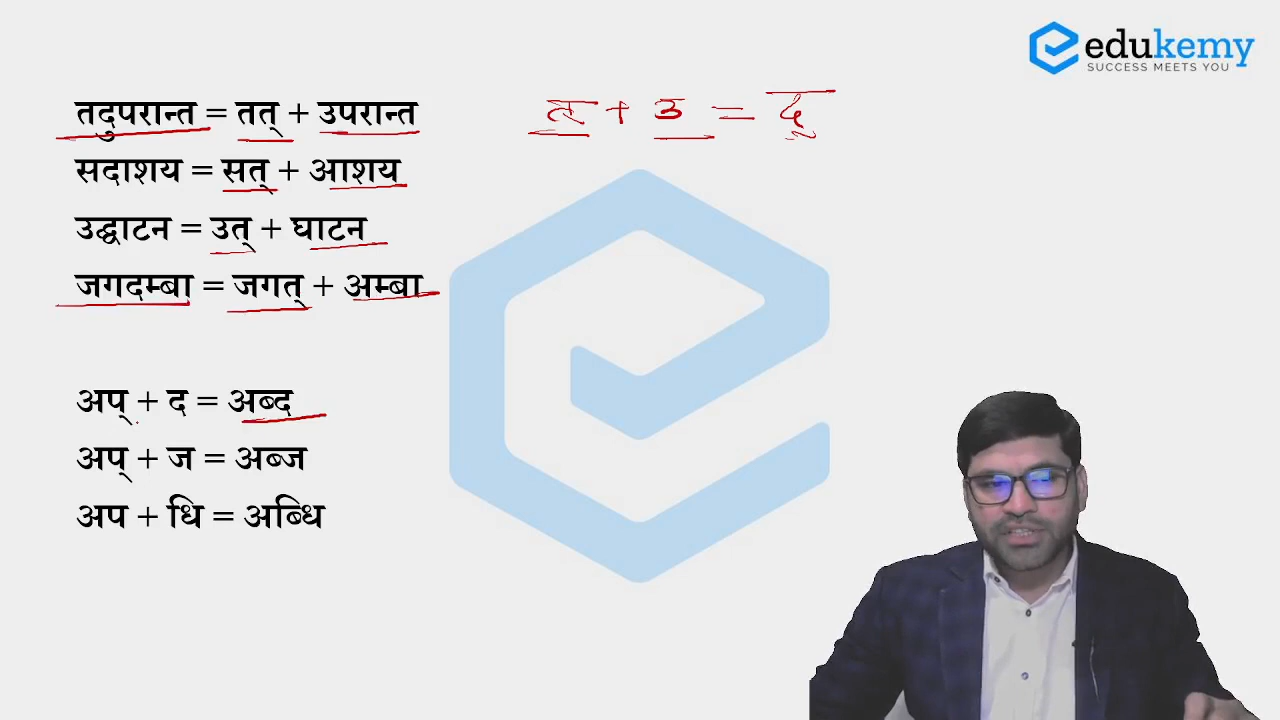 edukemy
SUCCESS MEETS YOU
तदुपरान्त = तत् + उपरान्त
त् + उ = दु
सदाशय = सत् + आशय
उद्घाटन = उत् + घाटन
जगदम्बा = जगत् + अम्बा
अप् + द = अब्द
अप् + ज = अब्ज
अप + धि = अब्धि